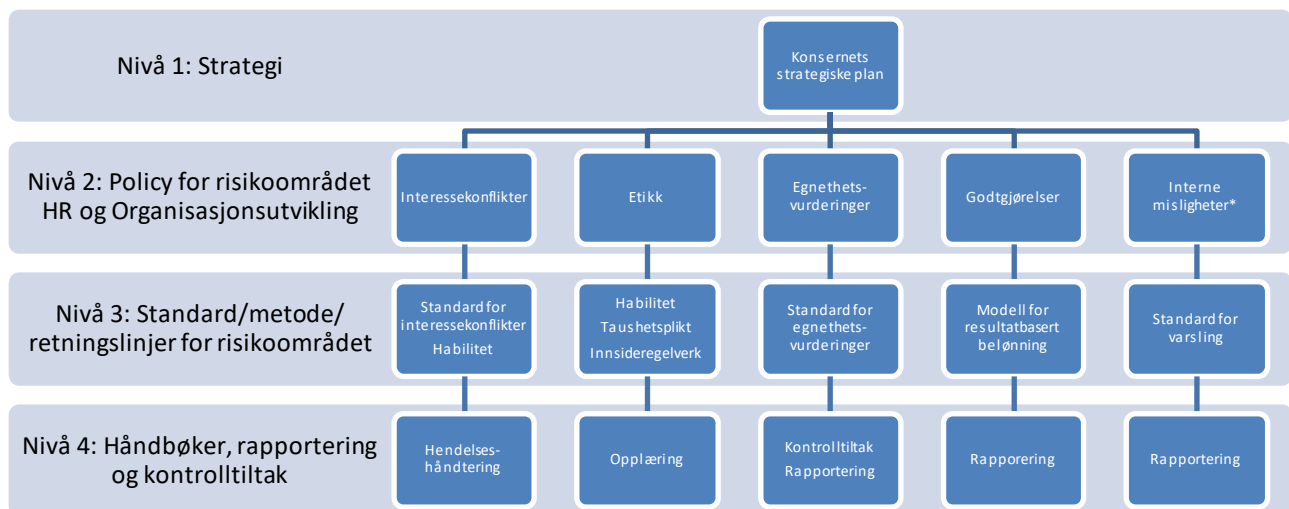 Nivå 1: Strategi
Konsernets
strategiske plan
Nivå 2: Policy for risikoområdet
HR og Organisasjonsutvikling
Interessekonflikter
Etikk
Egnethets-
vurderinger
Godtgjørelser
Interne
misligheter*
Nivå 3: Standard/metode/
retningslinjer for risikoområdet
Standard for
interessekonflikter
Habilitet
Habilitet
Taushetsplikt
Innsideregelverk
Standard for
egnethets-
vurderinger
Modell for
resultatbasert
belønning
Standard for
varsling
Nivå 4: Håndbøker, rapportering
og kontrolltiltak
Hendelses-
håndtering
Opplæring
Kontrolltiltak
Rapportering
Rapporering
Rapportering